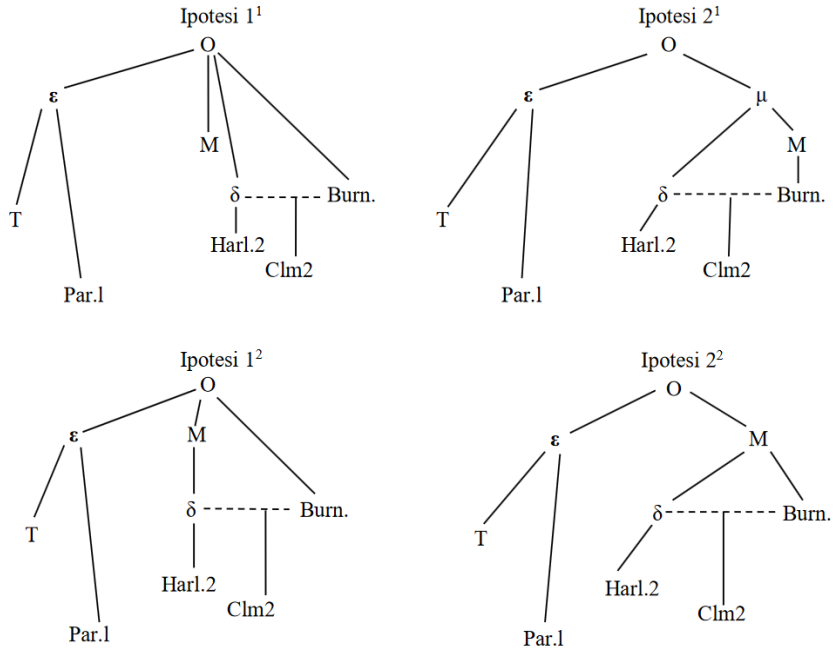 Ipotesi 1¹
O
ε
M
δ
Burn.
T
Harl.2
Clm2
Par.l
Ipotesi 2¹
O
ε
μ
M
δ
Burn.
T
Harl.2
Clm2
Par.l
Ipotesi 1²
O
ε
M
δ
Burn.
T
Harl.2
Clm2
Par.l
Ipotesi 2²
O
ε
M
δ
Burn.
T
Harl.2
Clm2
Par.l